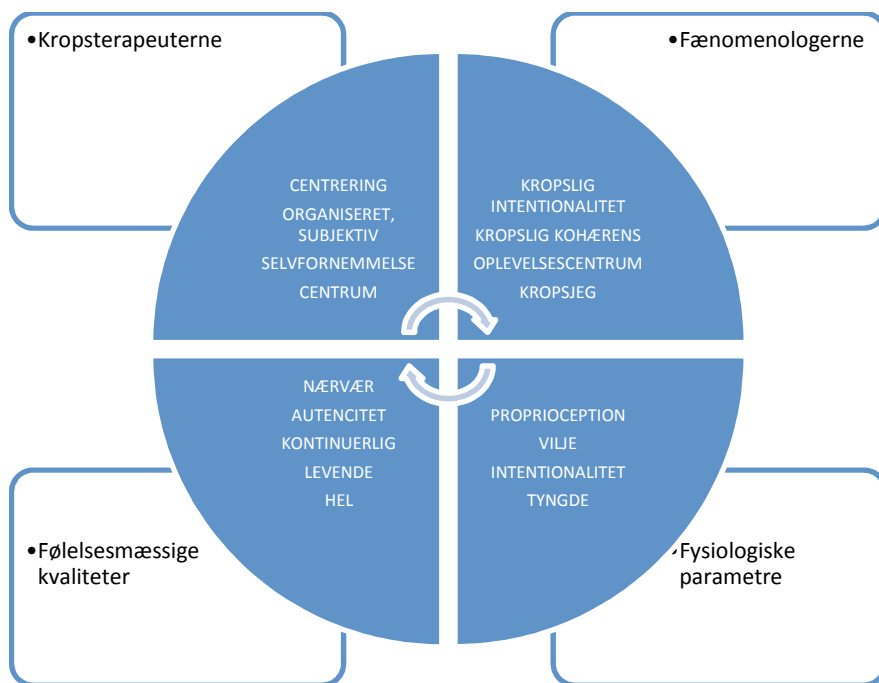 •Kropsterapeuterne
•Fænomenologerne
CENTRERING
ORGANISERET,
SUBJEKTIV
SELVFORNEMMELSE
CENTRUM
KROPSLIG
INTENTIONALITET
KROPSLIG KOHÆRENS
OPLEVELSESCENTRUM
KROPSJEG
NÆRVÆR
AUTENCITET
KONTINUERLIG
LEVENDE
HEL
PROPRIOCEPTION
VILJE
INTENTIONALITET
TYNGDE
•Følelsesmæssige
kvaliteter
•Fysiologiske
parametre